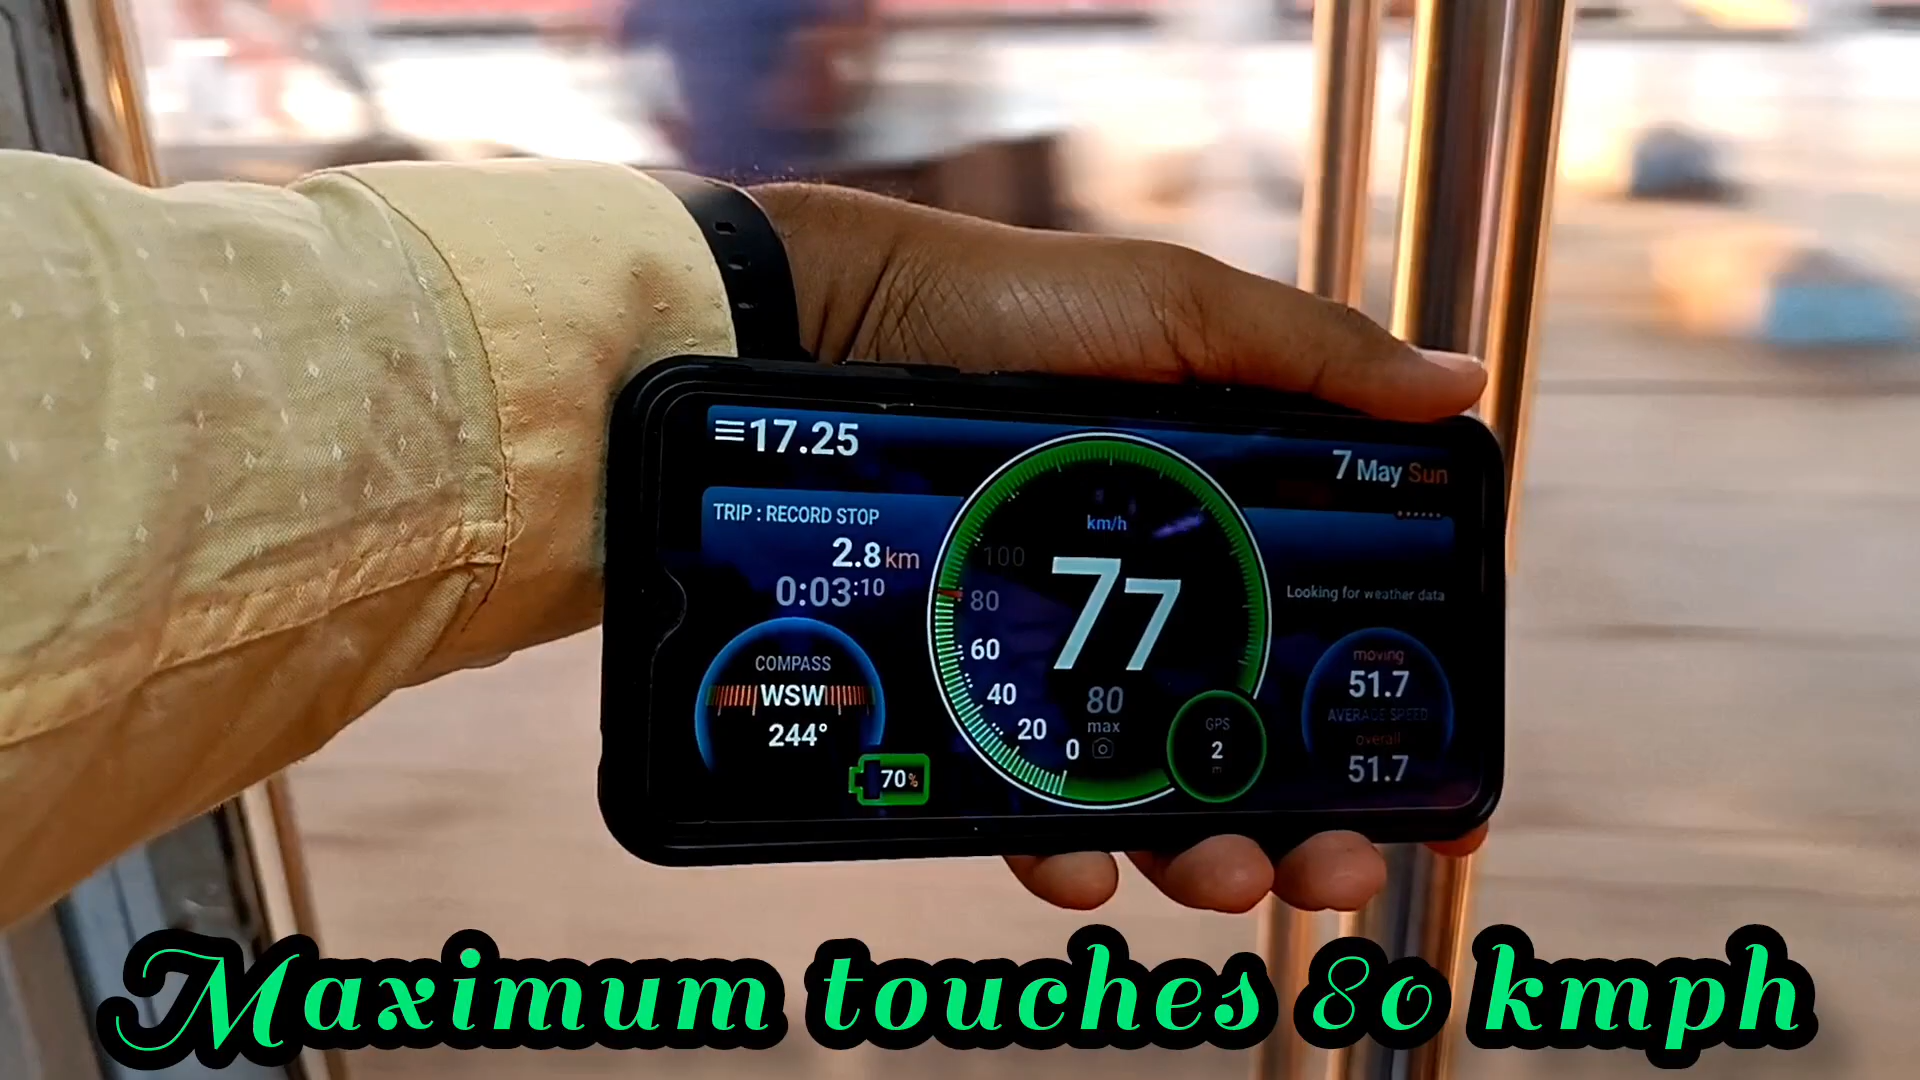 17.25
7 May Sun
TRIP : RECORD STOP
2.8 km
0:03:10
COMPASS
WSW
244°
70%
km/h
100
80
60
40
20
0
77
80
max
GPS
2
m
Looking for weather data
moving
51.7
AVERAGE SPEED
overall
51.7
Maximum touches 80 kmph